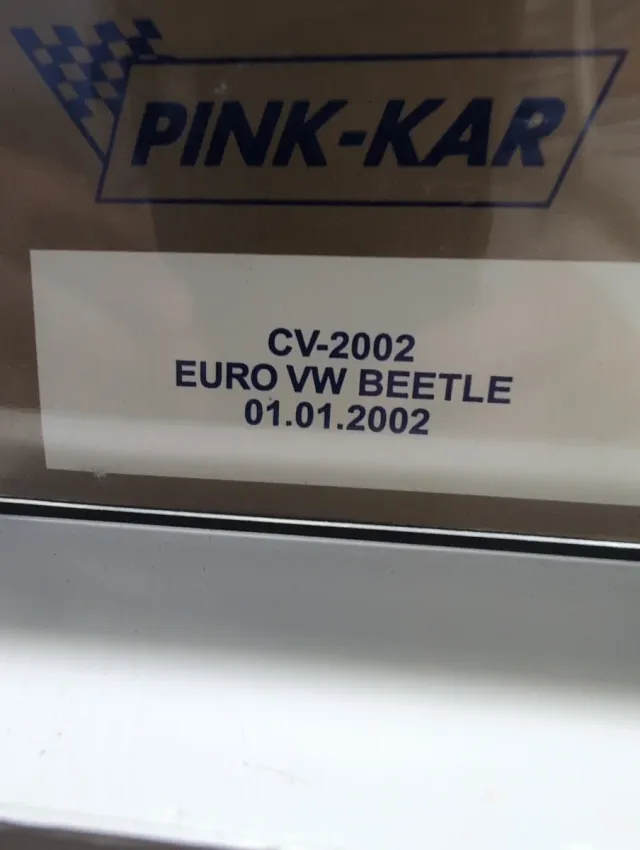 PINK-KAR
CV-2002
EURO VW BEETLE
01.01.2002